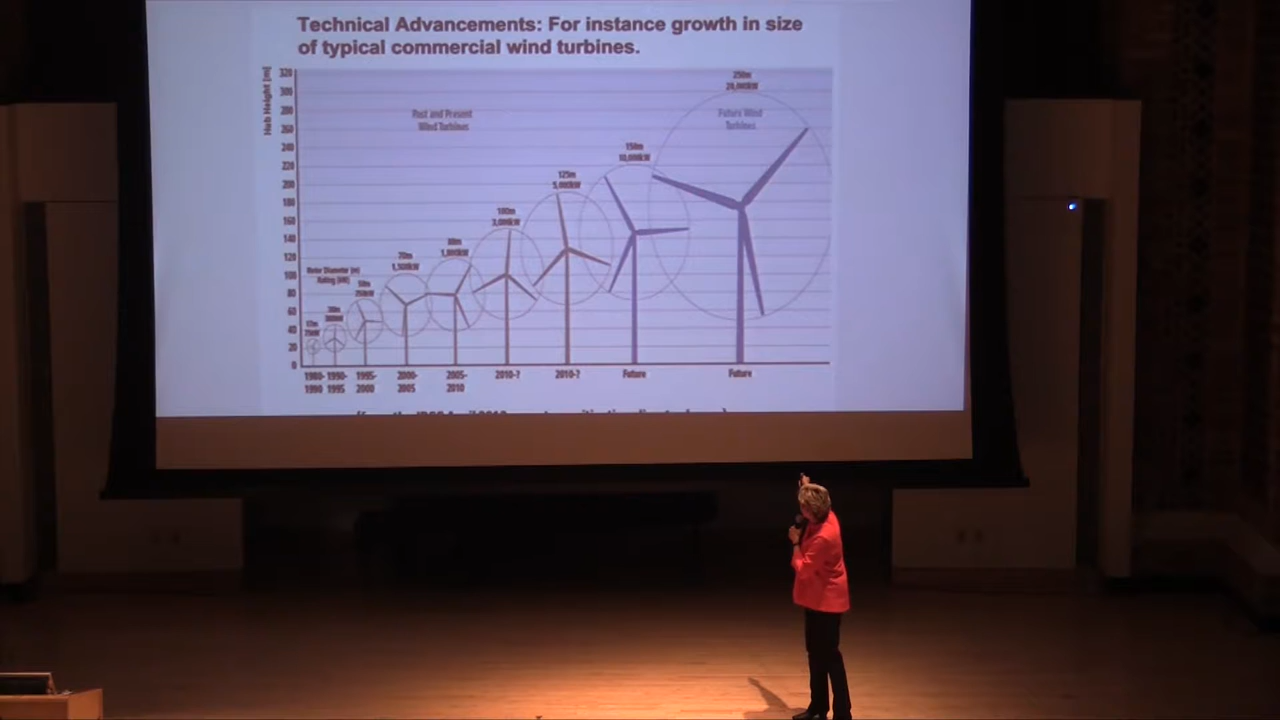 Technical Advancements: For instance growth in size
of typical commercial wind turbines.
Hub Height [m]
320
300
280
260
240
220
200
180
160
140
120
100
80
60
40
20
0
Past and Present
Wind Turbines
Future Wind
Turbines
Rotor Diameter [m]
Rating [kW]
17m
75kW
30m
300kW
50m
750kW
70m
1,500kW
80m
1,800kW
100m
3,000kW
125m
5,000kW
150m
10,000kW
250m
20,000kW
1980-
1990
1990-
1995
1995-
2000
2000-
2005
2005-
2010
2010-?
2010-?
Future
Future